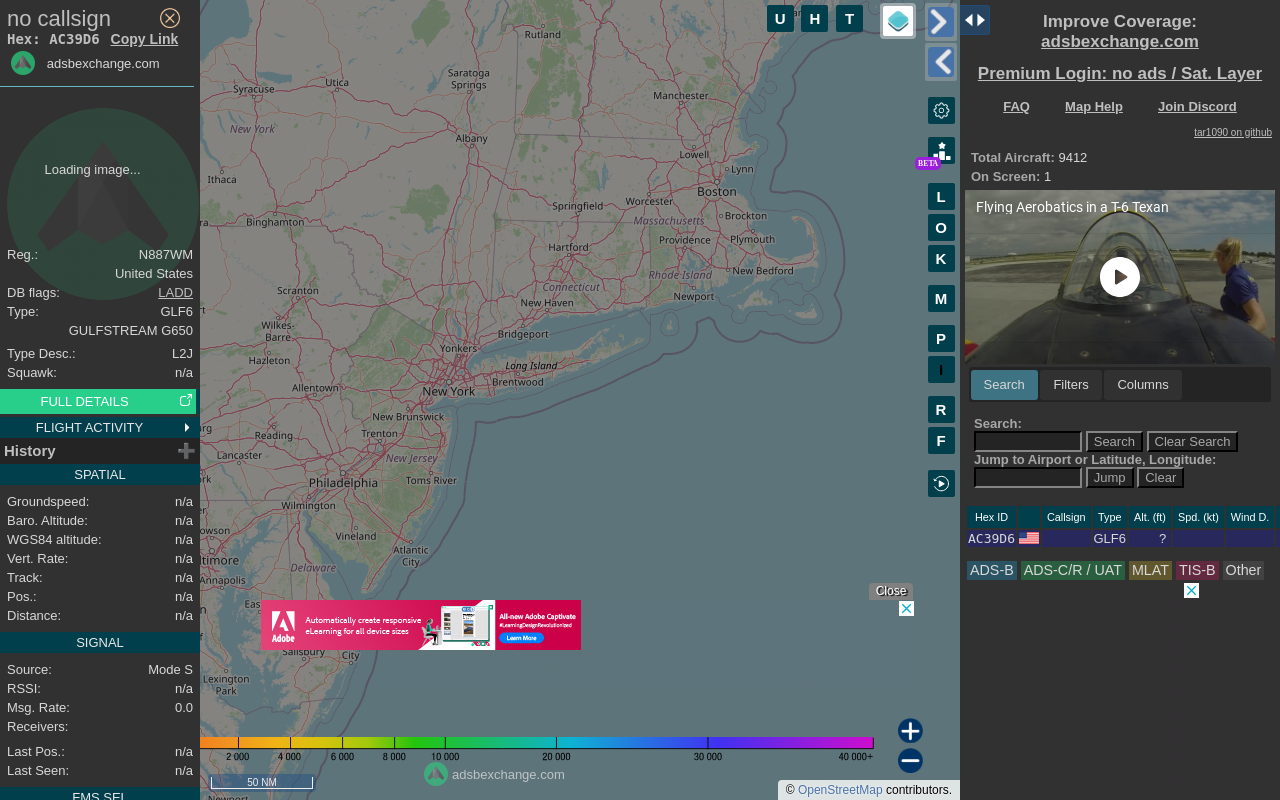 no callsign
Hex: AC39D6 Copy Link
adsbexchange.com
Loading image...
Reg.: N887WM
United States
DB flags: LADD
Type: GLF6
GULFSTREAM G650
Type Desc.: L2J
Squawk: n/a
FULL DETAILS
FLIGHT ACTIVITY
History
SPATIAL
Groundspeed: n/a
Baro. Altitude: n/a
WGS84 altitude: n/a
Vert. Rate: n/a
Track: n/a
Pos.: n/a
Distance: n/a
SIGNAL
Source: Mode S
RSSI: n/a
Msg. Rate: 0.0
Receivers:
Last Pos.: n/a
Last Seen: n/a
FMS SEL
U H T
Rutland
Saratoga
Springs
Utica
Syracuse
Manchester
New York
Albany
Lowell
Lynn
Ithaca
Boston
Worcester
Springfield
Massachusetts
Brockton
Binghamton
Providence
Plymouth
Hartford
New Bedford
Rhode Island
Connecticut
Newport
Scranton
New Haven
Wilkes-
Barre
Bridgeport
Yonkers
Hazleton
Long Island
Brentwood
Allentown
New York
New Brunswick
Reading
Trenton
Lancaster
New Jersey
Toms River
Philadelphia
Wilmington
Vineland
Atlantic
City
Delaware
Annapolis
Salisbury
City
Lexington
Park
Newport
L
O
K
M
P
I
R
F
BETA
Close
Adobe
Automatically create responsive
eLearning for all device sizes
All-new Adobe Captivate
#LearningDesignRevolutionized
Learn More
2 000 4 000 6 000 8 000 10 000 20 000 30 000 40 000+
50 NM
adsbexchange.com
© OpenStreetMap contributors.
Improve Coverage:
adsbexchange.com
Premium Login: no ads / Sat. Layer
FAQ Map Help Join Discord
tar1090 on github
Total Aircraft: 9412
On Screen: 1
Flying Aerobatics in a T-6 Texan
Search Filters Columns
Search:
Search Clear Search
Jump to Airport or Latitude, Longitude:
Jump Clear
Hex ID Callsign Type Alt. (ft) Spd. (kt) Wind D.
AC39D6 GLF6 ?
ADS-B ADS-C/R / UAT MLAT TIS-B Other